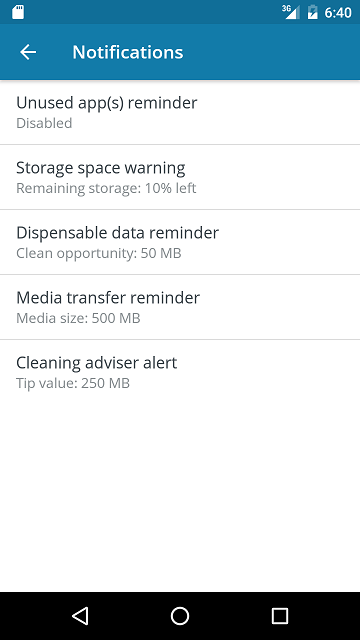 3G
6:40
Notifications
Unused app(s) reminder
Disabled
Storage space warning
Remaining storage: 10% left
Dispensable data reminder
Clean opportunity: 50 MB
Media transfer reminder
Media size: 500 MB
Cleaning adviser alert
Tip value: 250 MB